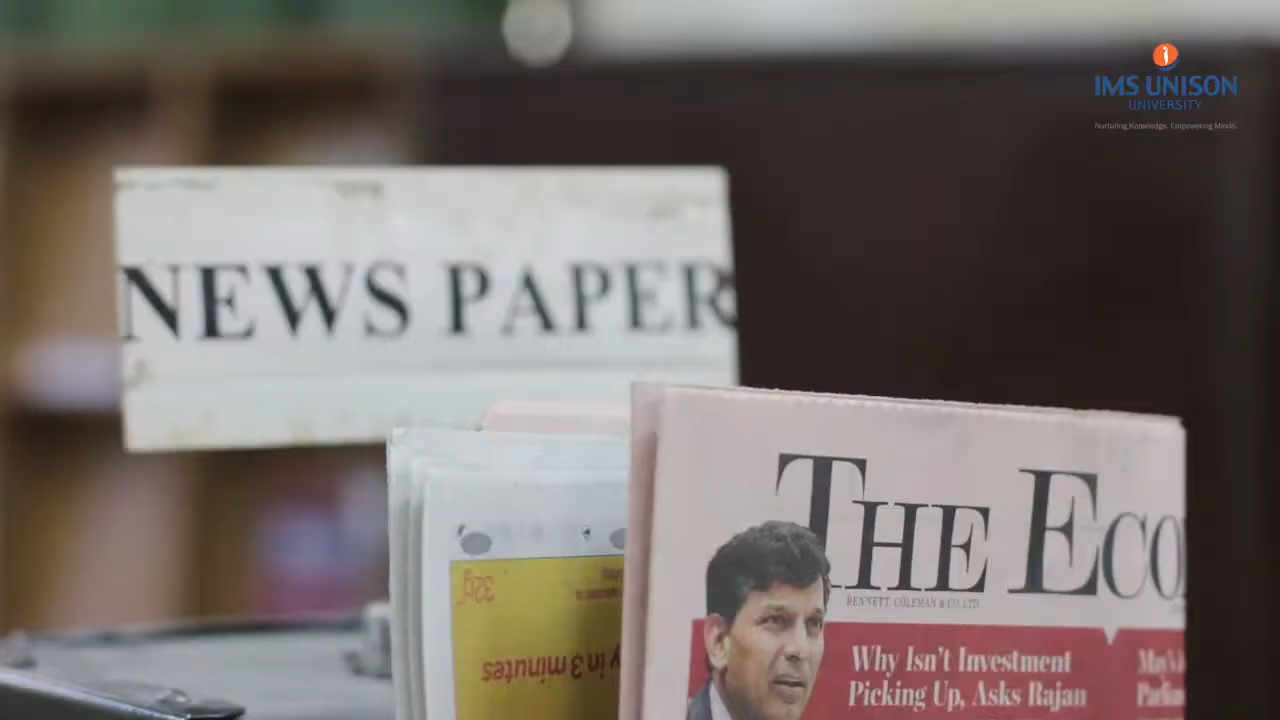 IMS UNISON
UNIVERSITY
Nurturing Knowledge. Empowering Minds.
NEWS PAPER
THE ECO
BENNETT, COLEMAN & CO. LTD
Why Isn't Investment
Picking Up, Asks Rajan
32g
in 3 minutes